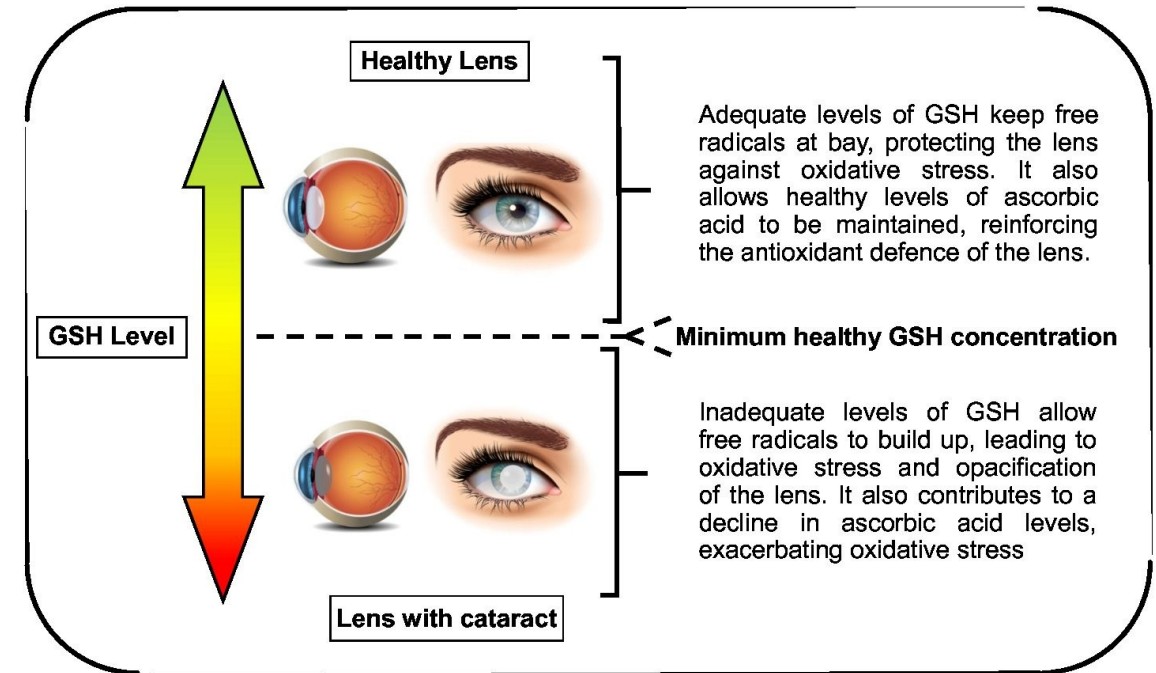 Healthy Lens
Adequate levels of GSH keep free
radicals at bay, protecting the lens
against oxidative stress. It also
allows healthy levels of ascorbic
acid to be maintained, reinforcing
the antioxidant defence of the lens.
GSH Level
Minimum healthy GSH concentration
Inadequate levels of GSH allow
free radicals to build up, leading to
oxidative stress and opacification
of the lens. It also contributes to a
decline in ascorbic acid levels,
exacerbating oxidative stress
Lens with cataract